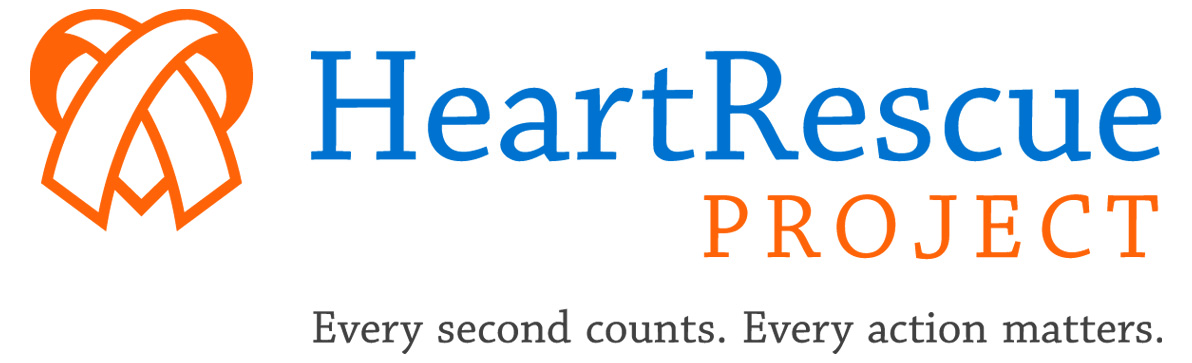 HeartRescue
PROJECT
Every second counts. Every action matters.